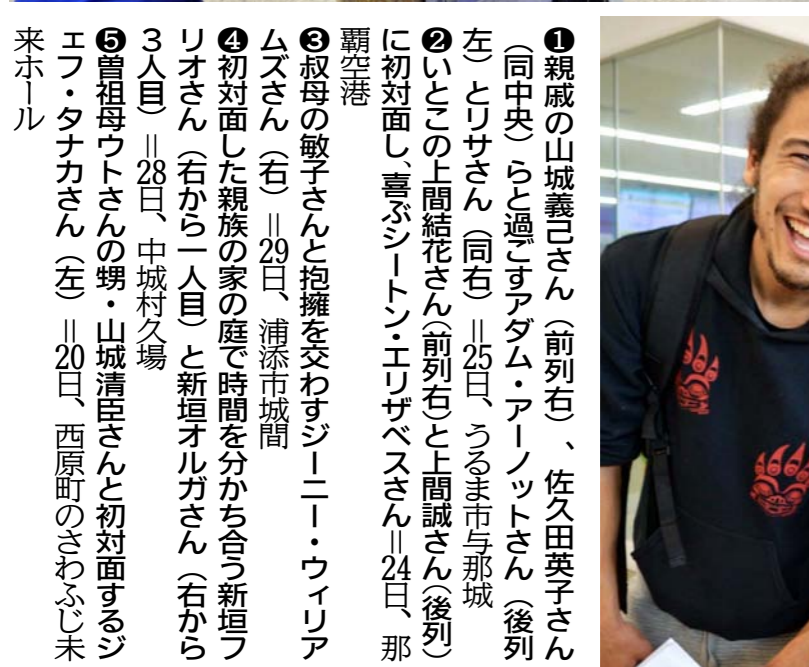 ❶親戚の山城義己さん（前列右）、佐久田英子さん
（同中央）らと過ごすアダム・アーノットさん（後列
左）とリサさん（同右）＝25日、うるま市与那城
❷いとこの上間結花さん（前列右）と上間誠さん（後列）
に初対面し、喜ぶシートン・エリザベスさん＝24日、那
覇空港
❸叔母の敏子さんと抱擁を交わすジーニー・ウィリア
ムズさん（右）＝29日、浦添市城間
❹初対面した親族の家の庭で時間を分かち合う新垣フ
リオさん（右から一人目）と新垣オルガさん（右から
３人目）＝28日、中城村久場
❺曽祖母ウトさんの甥・山城清臣さんと初対面するジ
ェフ・タナカさん（左）＝20日、西原町のさわふじ未
来ホール